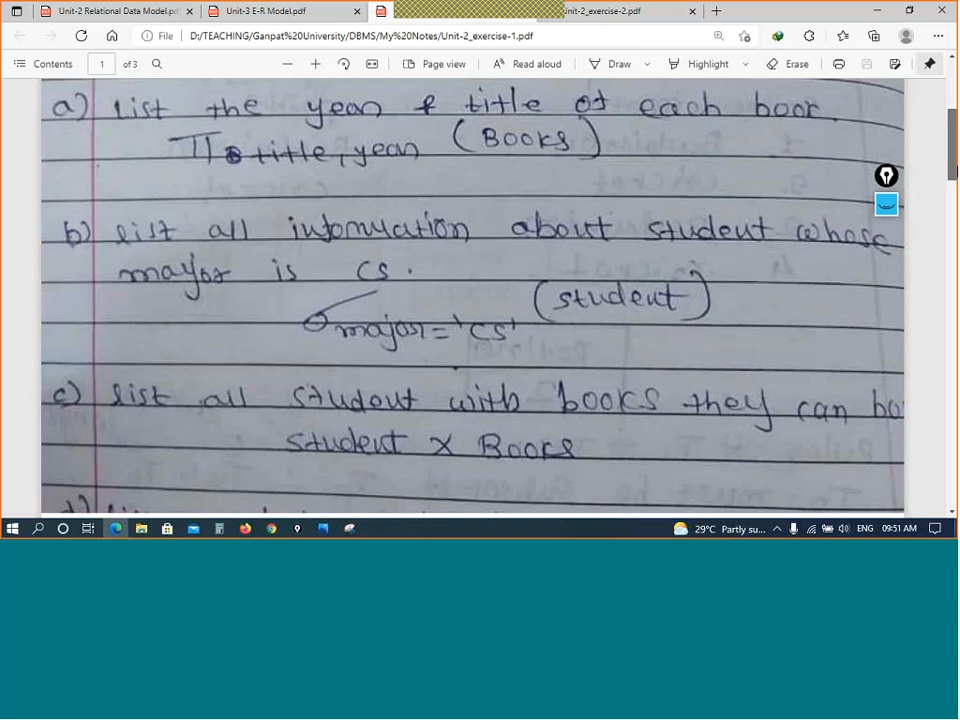 Unit-2 Relational Data Model.pd
Unit-3 E-R Model.pdf
Unit-2_exercise-2.pdf
File
D:/TEACHING/Ganpat%20University/DBMS/My%20Notes/Unit-2_exercise-1.pdf
Contents 1 of 3 Page view Read aloud Draw Highlight Erase
a) list the year & title of each book.
Π title, year (Books)
b) list all information about student whose
major is CS.
σ major = 'CS' (student)
c) list all student with books they can bo
student X Books
29°C Partly su... ENG 09:51 AM